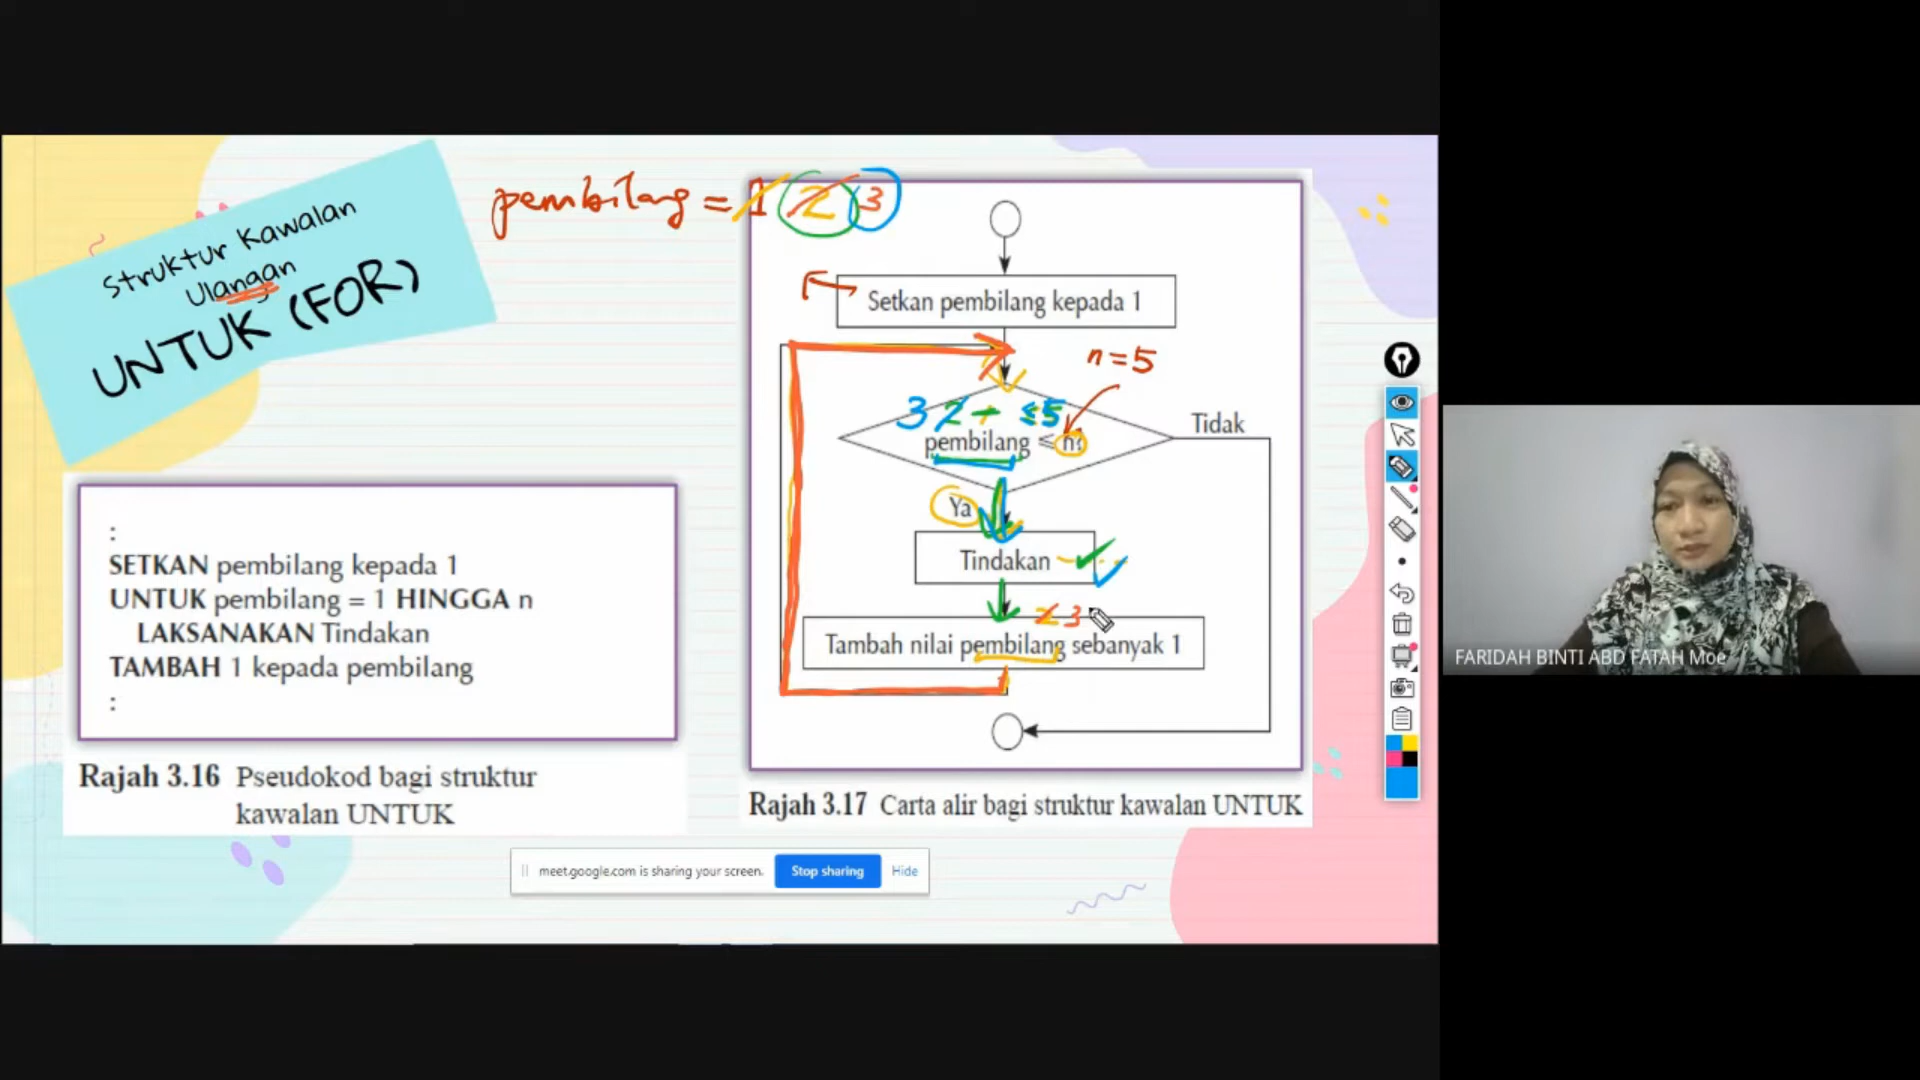 Struktur Kawalan
Ulangan
UNTUK (FOR)
pembilang = 1 2 3
Setkan pembilang kepada 1
n = 5
3 2 1 ≤ 5
pembilang ≤ n?
Tidak
Ya
Tindakan
2 3
Tambah nilai pembilang sebanyak 1
:
SETKAN pembilang kepada 1
UNTUK pembilang = 1 HINGGA n
LAKSANAKAN Tindakan
TAMBAH 1 kepada pembilang
:
Rajah 3.16 Pseudokod bagi struktur
kawalan UNTUK
Rajah 3.17 Carta alir bagi struktur kawalan UNTUK
meet.google.com is sharing your screen.
Stop sharing
Hide
FARIDAH BINTI ABD FATAH Moe